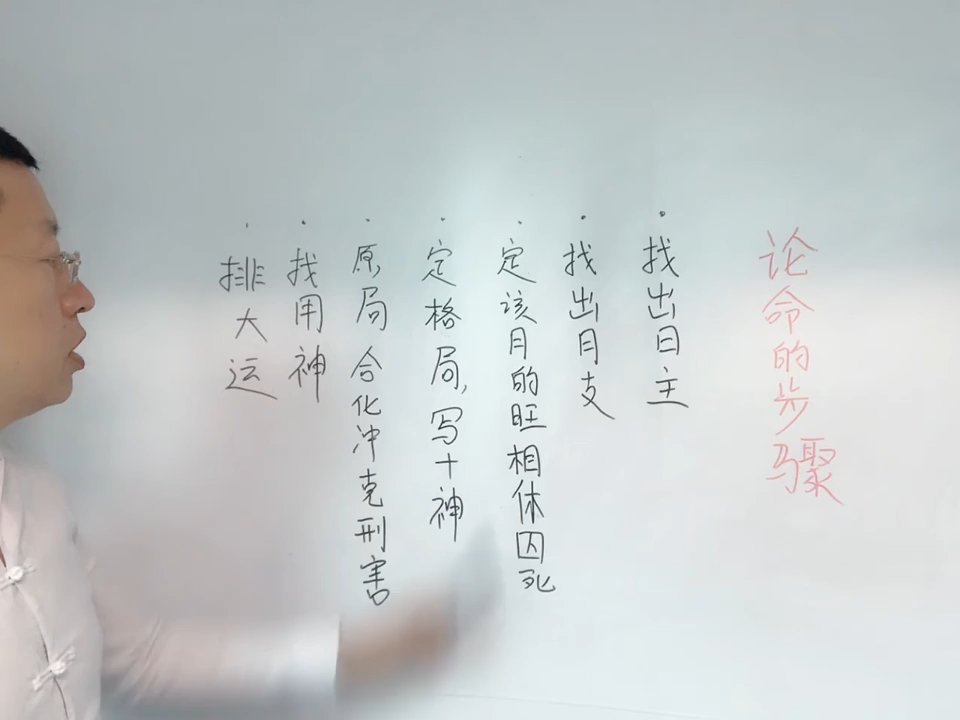 论命的步骤
·找出日主
·找出月支
·定该月的旺相休囚死
·定格局,写十神
·原局合化冲克刑害
·找用神
·排大运